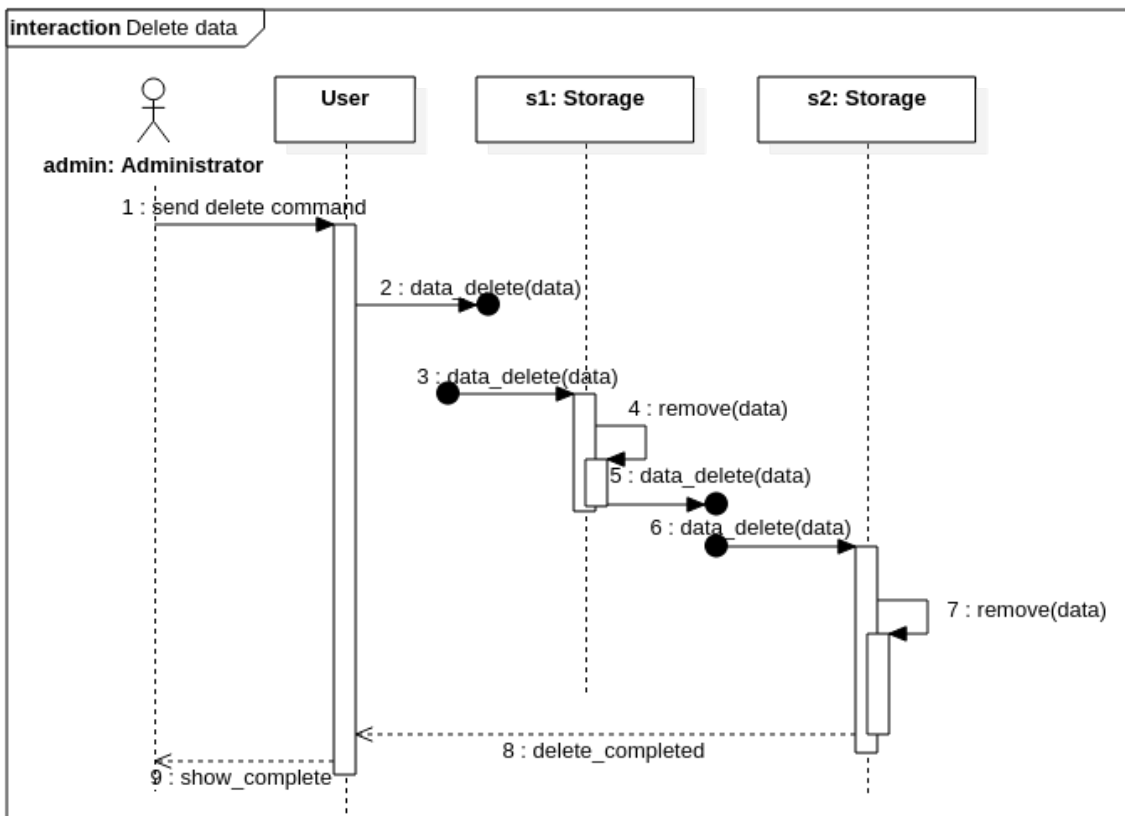 interaction Delete data
User
s1: Storage
s2: Storage
admin: Administrator
1 : send delete command
2 : data_delete(data)
3 : data_delete(data)
4 : remove(data)
5 : data_delete(data)
6 : data_delete(data)
7 : remove(data)
8 : delete_completed
9 : show_complete